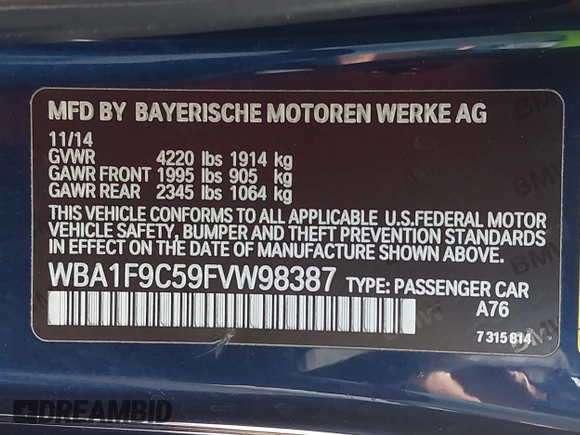 MFD BY BAYERISCHE MOTOREN WERKE AG
11/14
GVWR 4220 lbs 1914 kg
GAWR FRONT 1995 lbs 905 kg
GAWR REAR 2345 lbs 1064 kg
THIS VEHICLE CONFORMS TO ALL APPLICABLE U.S.FEDERAL MOTOR
VEHICLE SAFETY, BUMPER AND THEFT PREVENTION STANDARDS
IN EFFECT ON THE DATE OF MANUFACTURE SHOWN ABOVE.
WBA1F9C59FVW98387 TYPE: PASSENGER CAR
A76
7 315 814
DREAMBID